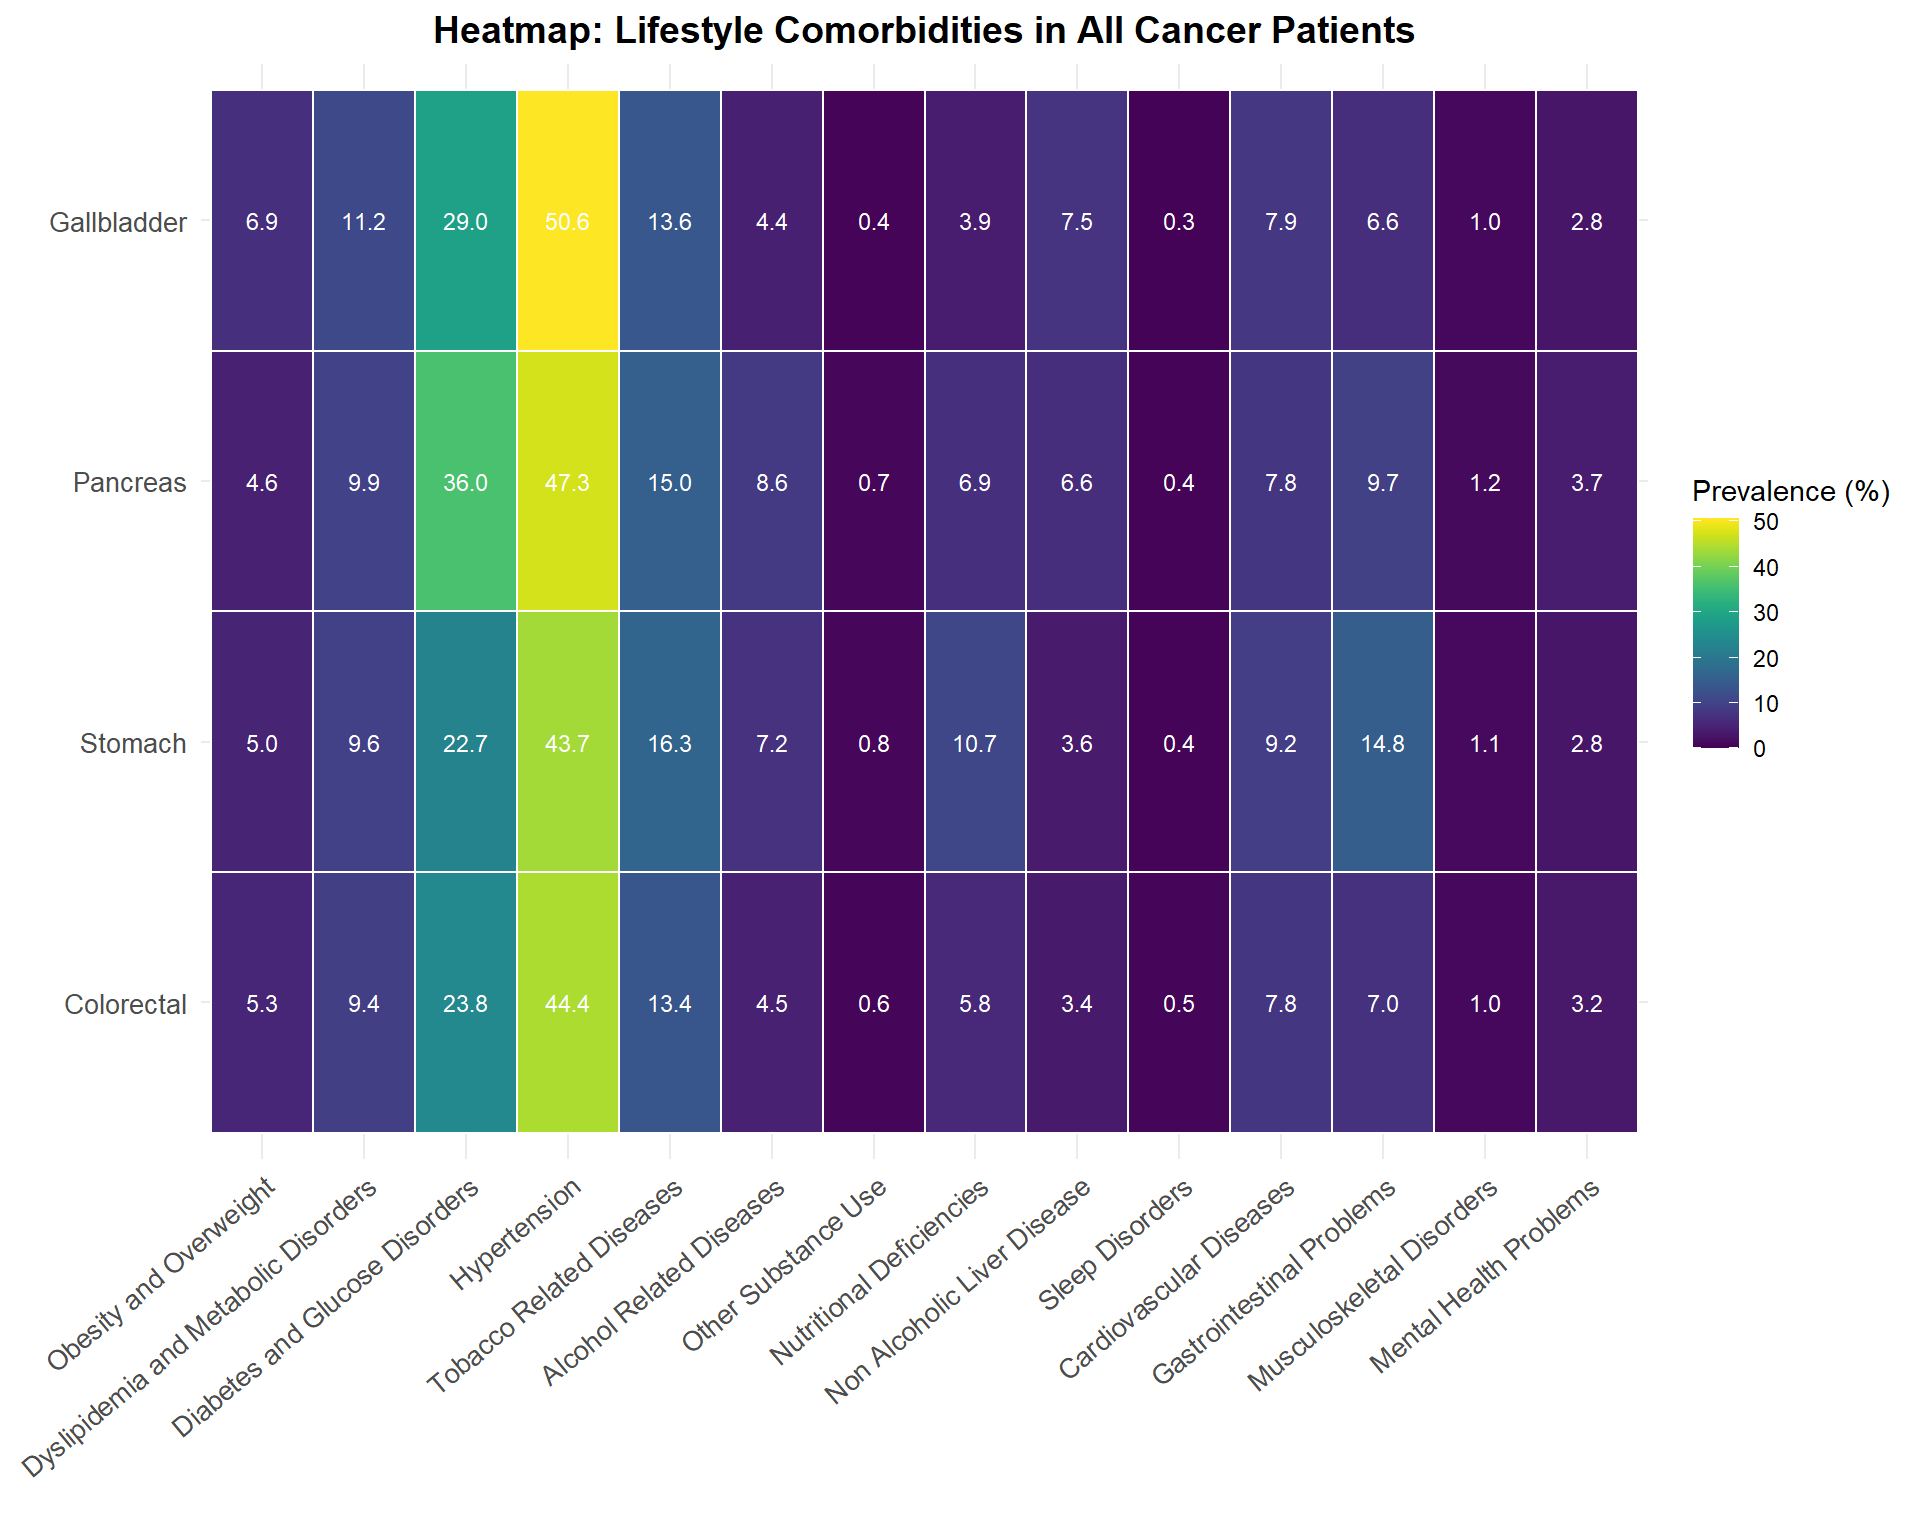 Heatmap: Lifestyle Comorbidities in All Cancer Patients
Gallbladder 6.9 11.2 29.0 50.6 13.6 4.4 0.4 3.9 7.5 0.3 7.9 6.6 1.0 2.8
Pancreas 4.6 9.9 36.0 47.3 15.0 8.6 0.7 6.9 6.6 0.4 7.8 9.7 1.2 3.7
Stomach 5.0 9.6 22.7 43.7 16.3 7.2 0.8 10.7 3.6 0.4 9.2 14.8 1.1 2.8
Colorectal 5.3 9.4 23.8 44.4 13.4 4.5 0.6 5.8 3.4 0.5 7.8 7.0 1.0 3.2
Obesity and Overweight
Dyslipidemia and Metabolic Disorders
Diabetes and Glucose Disorders
Hypertension
Tobacco Related Diseases
Alcohol Related Diseases
Other Substance Use
Nutritional Deficiencies
Non Alcoholic Liver Disease
Sleep Disorders
Cardiovascular Diseases
Gastrointestinal Problems
Musculoskeletal Disorders
Mental Health Problems
Prevalence (%)
50
40
30
20
10
0